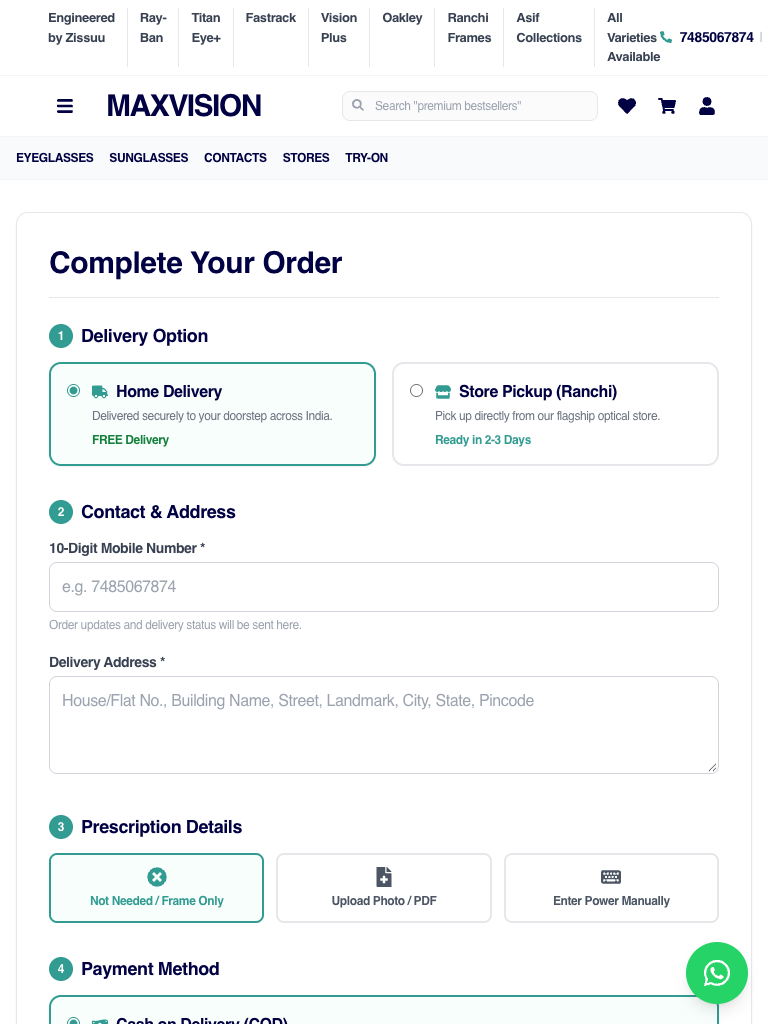 Engineered by Zissuu
Ray-Ban
Titan Eye+
Fastrack
Vision Plus
Oakley
Ranchi Frames
Asif Collections
All Varieties Available
7485067874
MAXVISION
Search "premium bestsellers"
EYEGLASSES SUNGLASSES CONTACTS STORES TRY-ON
Complete Your Order
1 Delivery Option
Home Delivery
Delivered securely to your doorstep across India.
FREE Delivery
Store Pickup (Ranchi)
Pick up directly from our flagship optical store.
Ready in 2-3 Days
2 Contact & Address
10-Digit Mobile Number *
e.g. 7485067874
Order updates and delivery status will be sent here.
Delivery Address *
House/Flat No., Building Name, Street, Landmark, City, State, Pincode
3 Prescription Details
Not Needed / Frame Only
Upload Photo / PDF
Enter Power Manually
4 Payment Method
Cash on Delivery (COD)